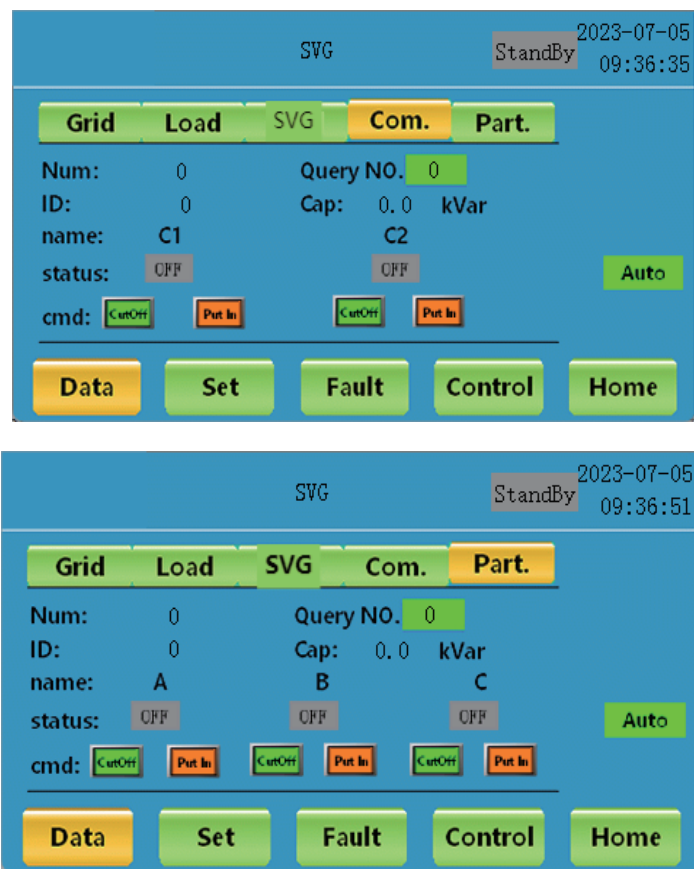 2023-07-05
SVG StandBy
09:36:35
Grid Load SVG Com. Part.
Num: 0 Query NO. 0
ID: 0 Cap: 0.0 kVar
name: C1 C2
status: OFF OFF Auto
cmd: CutOff Put In CutOff Put In
Data Set Fault Control Home
2023-07-05
SVG StandBy
09:36:51
Grid Load SVG Com. Part.
Num: 0 Query NO. 0
ID: 0 Cap: 0.0 kVar
name: A B C
status: OFF OFF OFF Auto
cmd: CutOff Put In CutOff Put In CutOff Put In
Data Set Fault Control Home